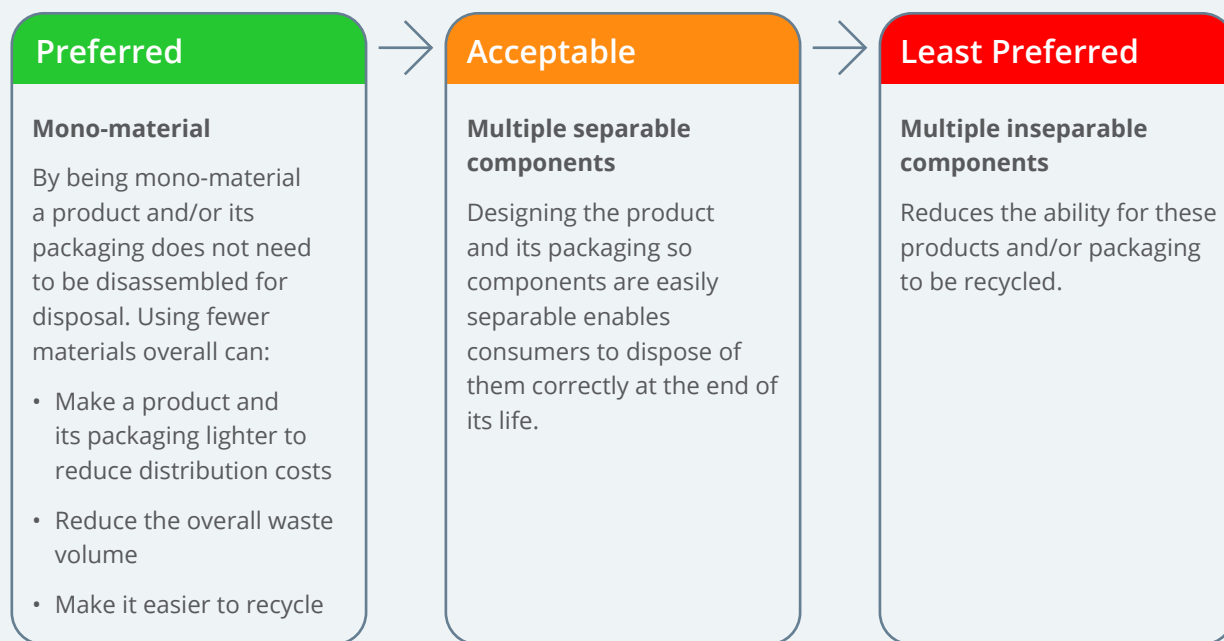 Preferred
Mono-material
By being mono-material
a product and/or its
packaging does not need
to be disassembled for
disposal. Using fewer
materials overall can:
• Make a product and
its packaging lighter to
reduce distribution costs
• Reduce the overall waste
volume
• Make it easier to recycle
Acceptable
Multiple separable
components
Designing the product
and its packaging so
components are easily
separable enables
consumers to dispose of
them correctly at the end of
its life.
Least Preferred
Multiple inseparable
components
Reduces the ability for these
products and/or packaging
to be recycled.